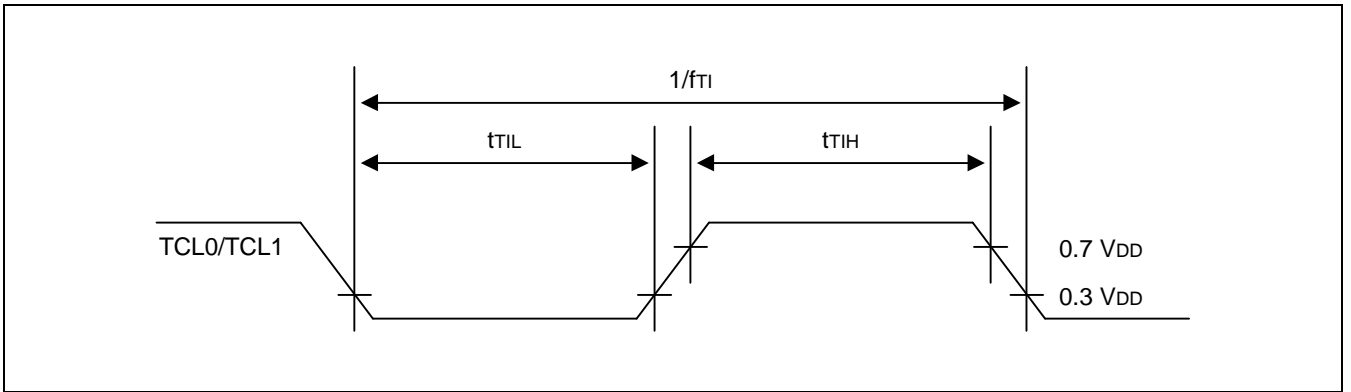 1/fTI
tTIL
tTIH
TCL0/TCL1
0.7 VDD
0.3 VDD